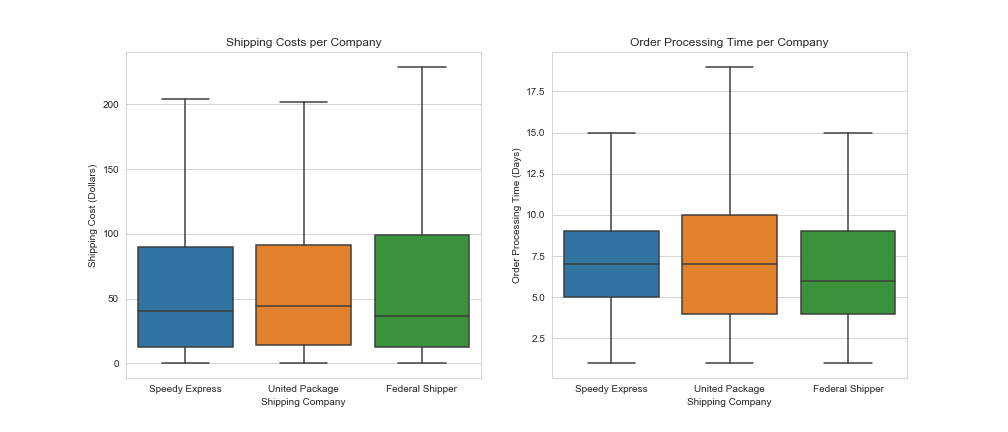 Shipping Costs per Company
Shipping Cost (Dollars)
200
150
100
50
0
Speedy Express United Package Federal Shipper
Shipping Company
Order Processing Time per Company
Order Processing Time (Days)
17.5
15.0
12.5
10.0
7.5
5.0
2.5
Speedy Express United Package Federal Shipper
Shipping Company